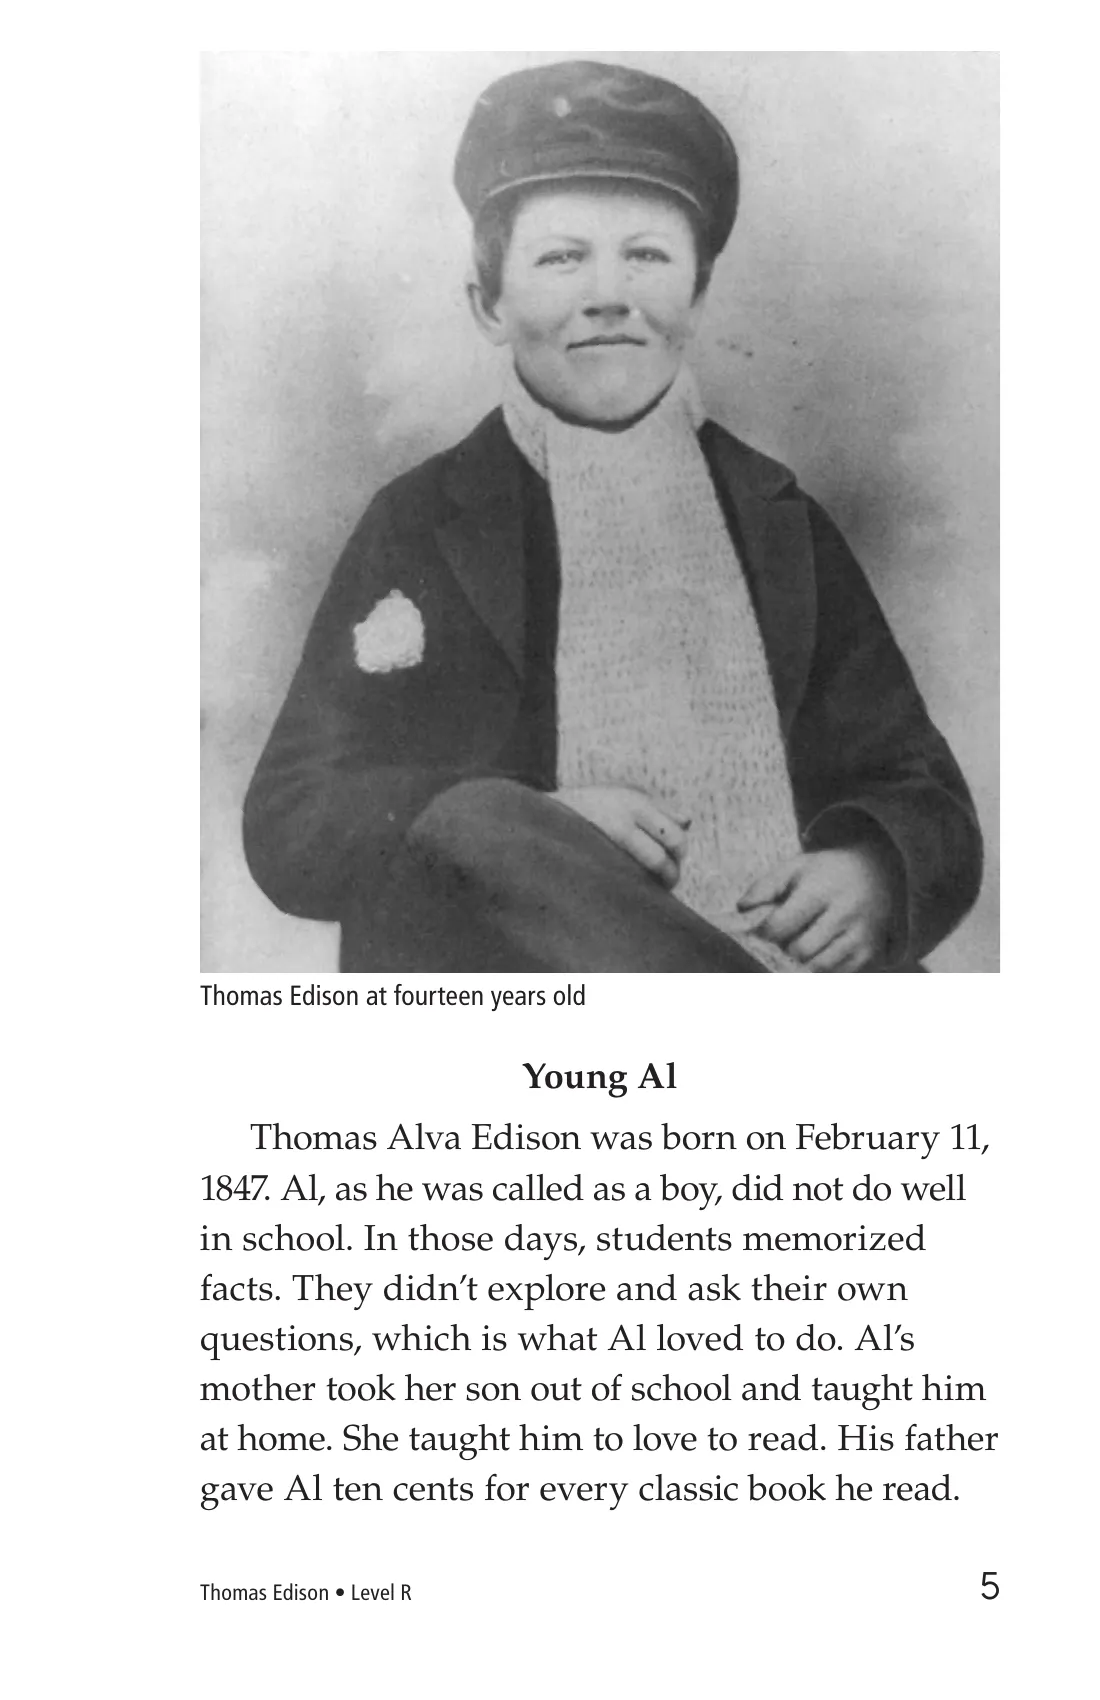 Thomas Edison at fourteen years old
Young Al
Thomas Alva Edison was born on February 11,
1847. Al, as he was called as a boy, did not do well
in school. In those days, students memorized
facts. They didn’t explore and ask their own
questions, which is what Al loved to do. Al’s
mother took her son out of school and taught him
at home. She taught him to love to read. His father
gave Al ten cents for every classic book he read.
Thomas Edison • Level R
5